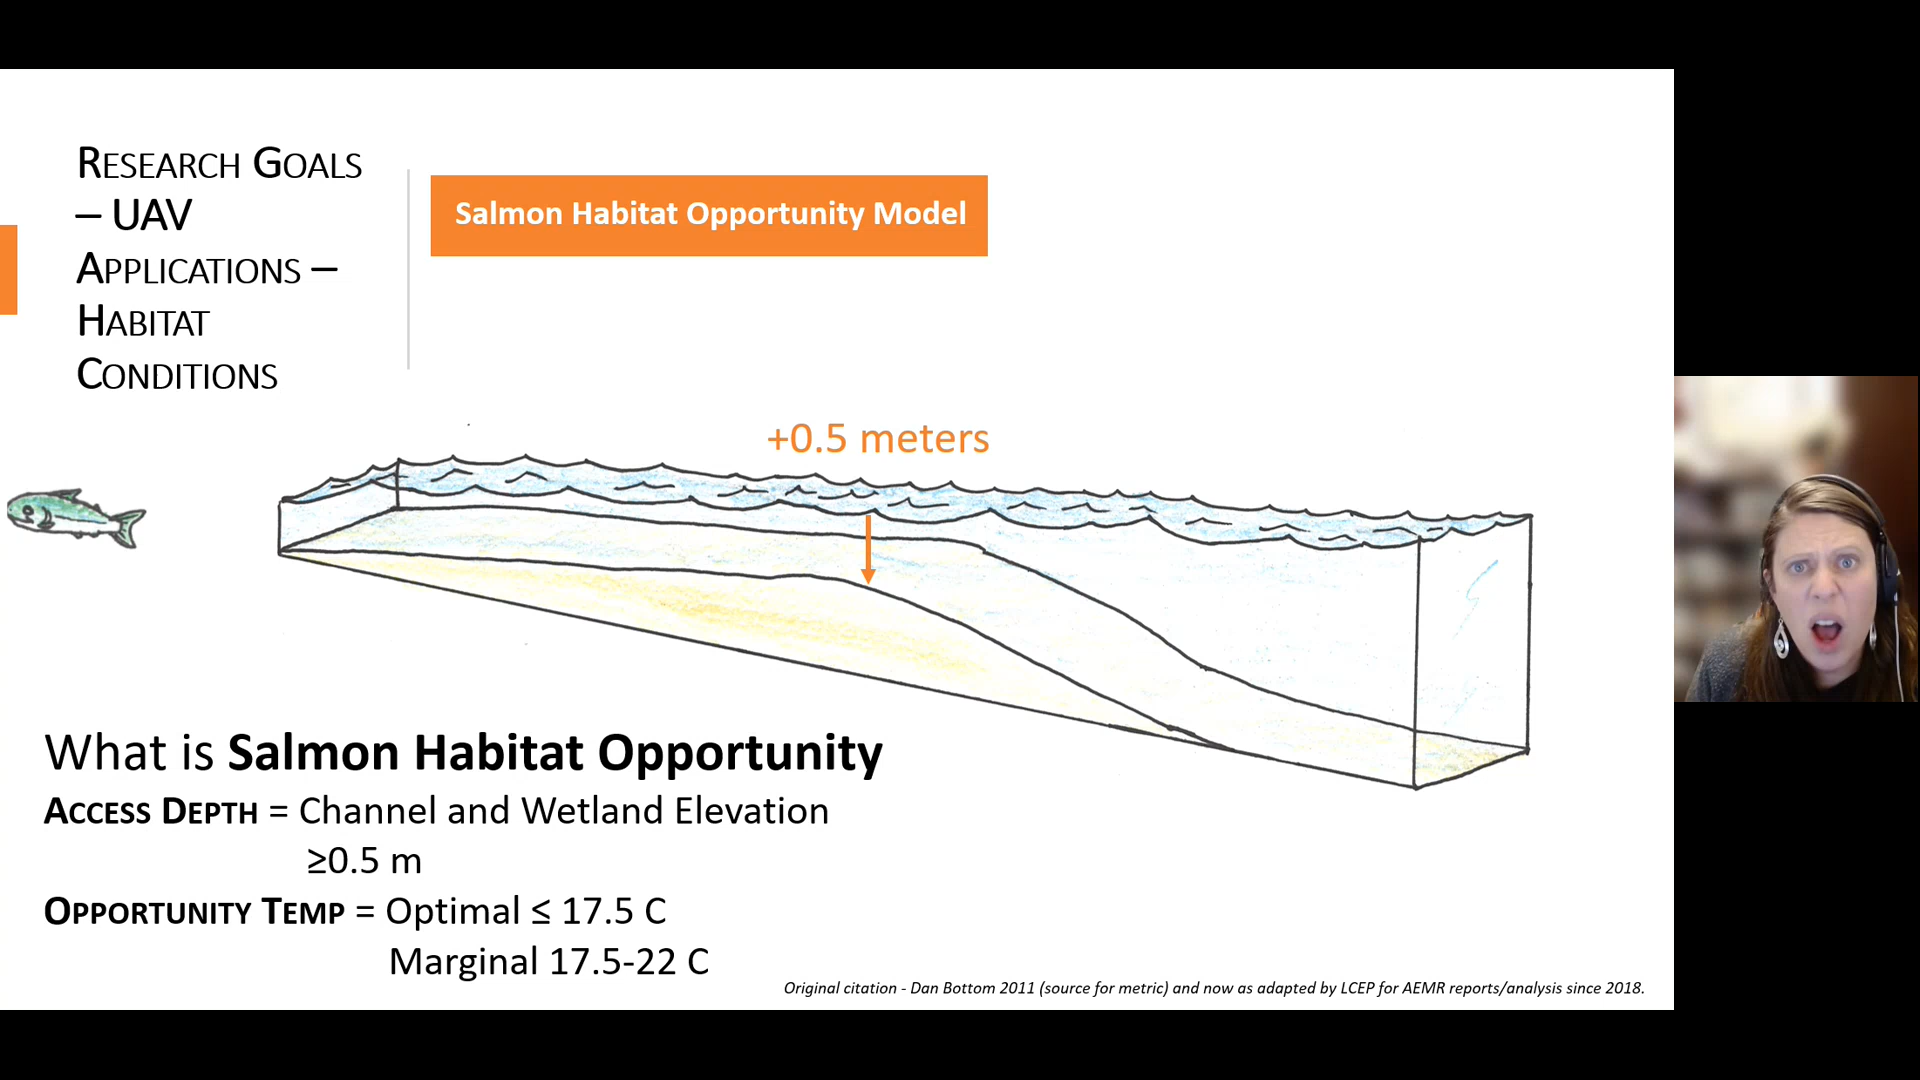 RESEARCH GOALS
– UAV
APPLICATIONS –
HABITAT
CONDITIONS
Salmon Habitat Opportunity Model
+0.5 meters
What is Salmon Habitat Opportunity
ACCESS DEPTH = Channel and Wetland Elevation
≥0.5 m
OPPORTUNITY TEMP = Optimal ≤ 17.5 C
Marginal 17.5-22 C
Original citation - Dan Bottom 2011 (source for metric) and now as adapted by LCEP for AEMR reports/analysis since 2018.